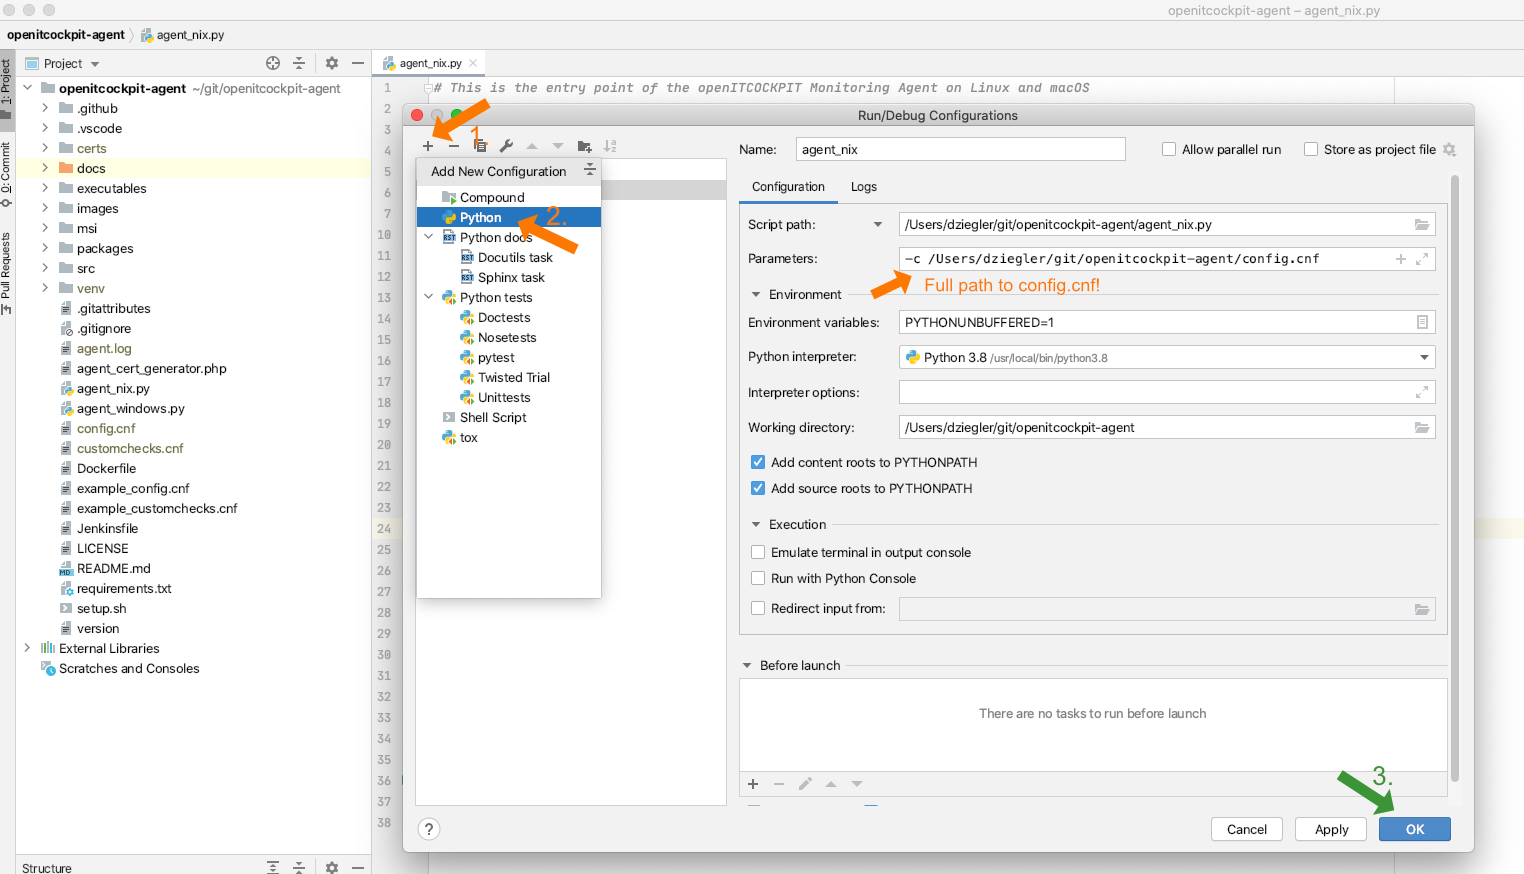 openitcockpit-agent – agent_nix.py
openitcockpit-agent
agent_nix.py
1: Project
0: Commit
Pull Requests
Project
openitcockpit-agent ~/git/openitcockpit-agent
.github
.vscode
certs
docs
executables
images
msi
packages
src
venv
.gitattributes
.gitignore
agent.log
agent_cert_generator.php
agent_nix.py
agent_windows.py
config.cnf
customchecks.cnf
Dockerfile
example_config.cnf
example_customchecks.cnf
Jenkinsfile
LICENSE
README.md
requirements.txt
setup.sh
version
External Libraries
Scratches and Consoles
Structure
agent_nix.py
1 # This is the entry point of the openITCOCKPIT Monitoring Agent on Linux and macOS
2
3
4
5
6
7
10
11
12
13
14
15
16
17
18
19
20
21
22
23
24
25
26
27
28
29
30
31
32
33
34
35
36
37
38
Run/Debug Configurations
1.
Add New Configuration
Compound
Python
2.
Python docs
Docutils task
Sphinx task
Python tests
Doctests
Nosetests
pytest
Twisted Trial
Unittests
Shell Script
tox
Name: agent_nix
Allow parallel run
Store as project file
Configuration Logs
Script path: /Users/dziegler/git/openitcockpit-agent/agent_nix.py
Parameters: -c /Users/dziegler/git/openitcockpit-agent/config.cnf
Full path to config.cnf!
Environment
Environment variables: PYTHONUNBUFFERED=1
Python interpreter: Python 3.8 /usr/local/bin/python3.8
Interpreter options:
Working directory: /Users/dziegler/git/openitcockpit-agent
Add content roots to PYTHONPATH
Add source roots to PYTHONPATH
Execution
Emulate terminal in output console
Run with Python Console
Redirect input from:
Before launch
There are no tasks to run before launch
3.
?
Cancel Apply OK